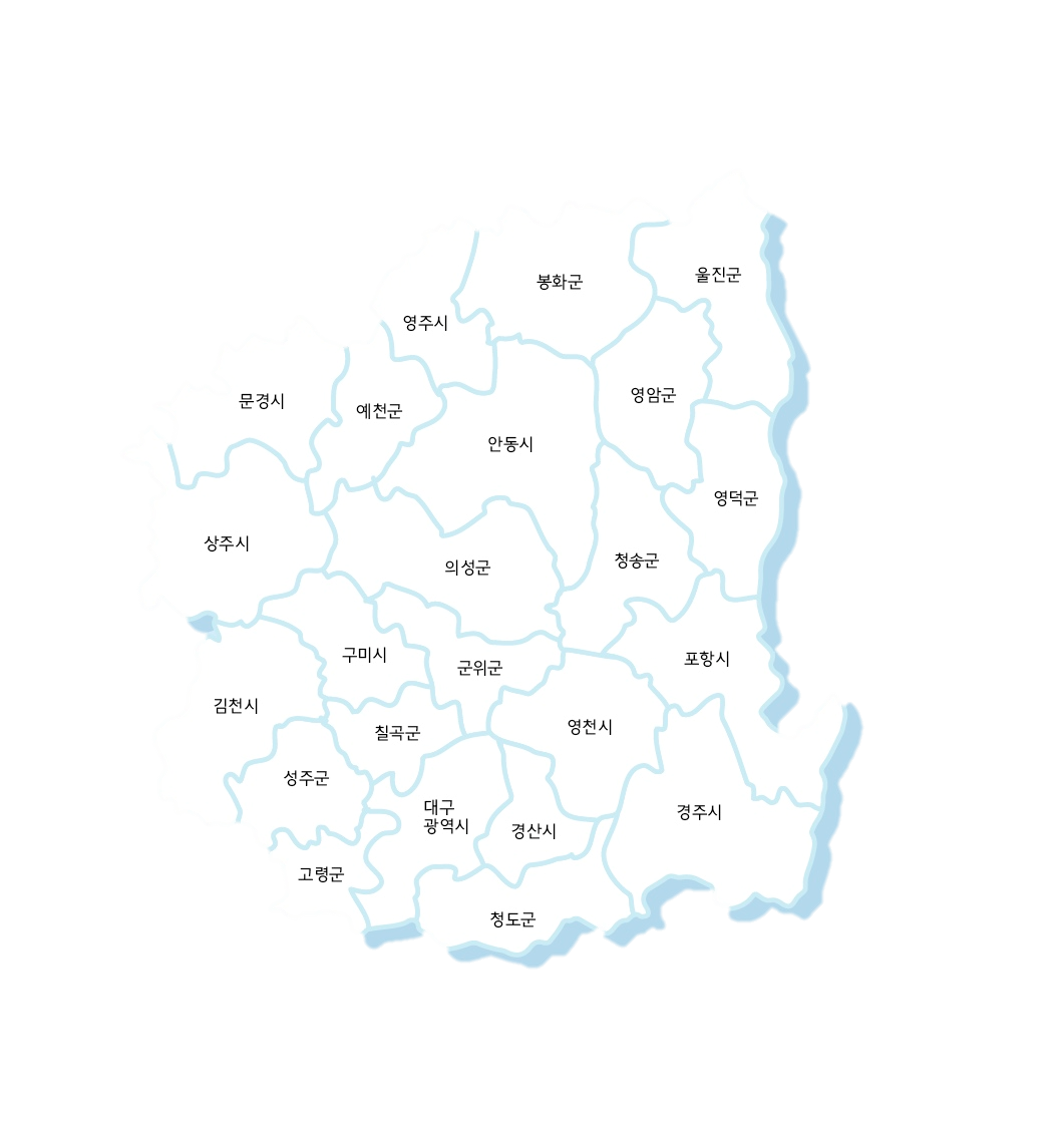 봉화군
울진군
영주시
문경시
예천군
영암군
안동시
영덕군
상주시
의성군
청송군
구미시
군위군
포항시
김천시
칠곡군
영천시
성주군
대구
광역시
경산시
경주시
고령군
청도군